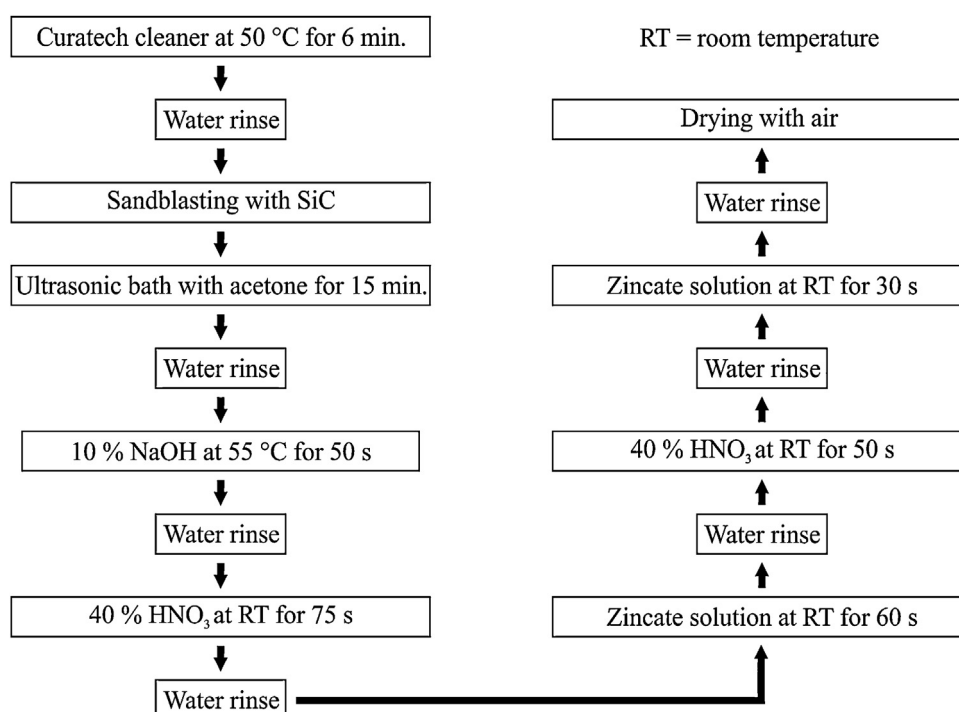 Curatech cleaner at 50 °C for 6 min.
Water rinse
Sandblasting with SiC
Ultrasonic bath with acetone for 15 min.
Water rinse
10 % NaOH at 55 °C for 50 s
Water rinse
40 % HNO₃ at RT for 75 s
Water rinse
Zincate solution at RT for 60 s
Water rinse
40 % HNO₃ at RT for 50 s
Water rinse
Zincate solution at RT for 30 s
Water rinse
Drying with air
RT = room temperature